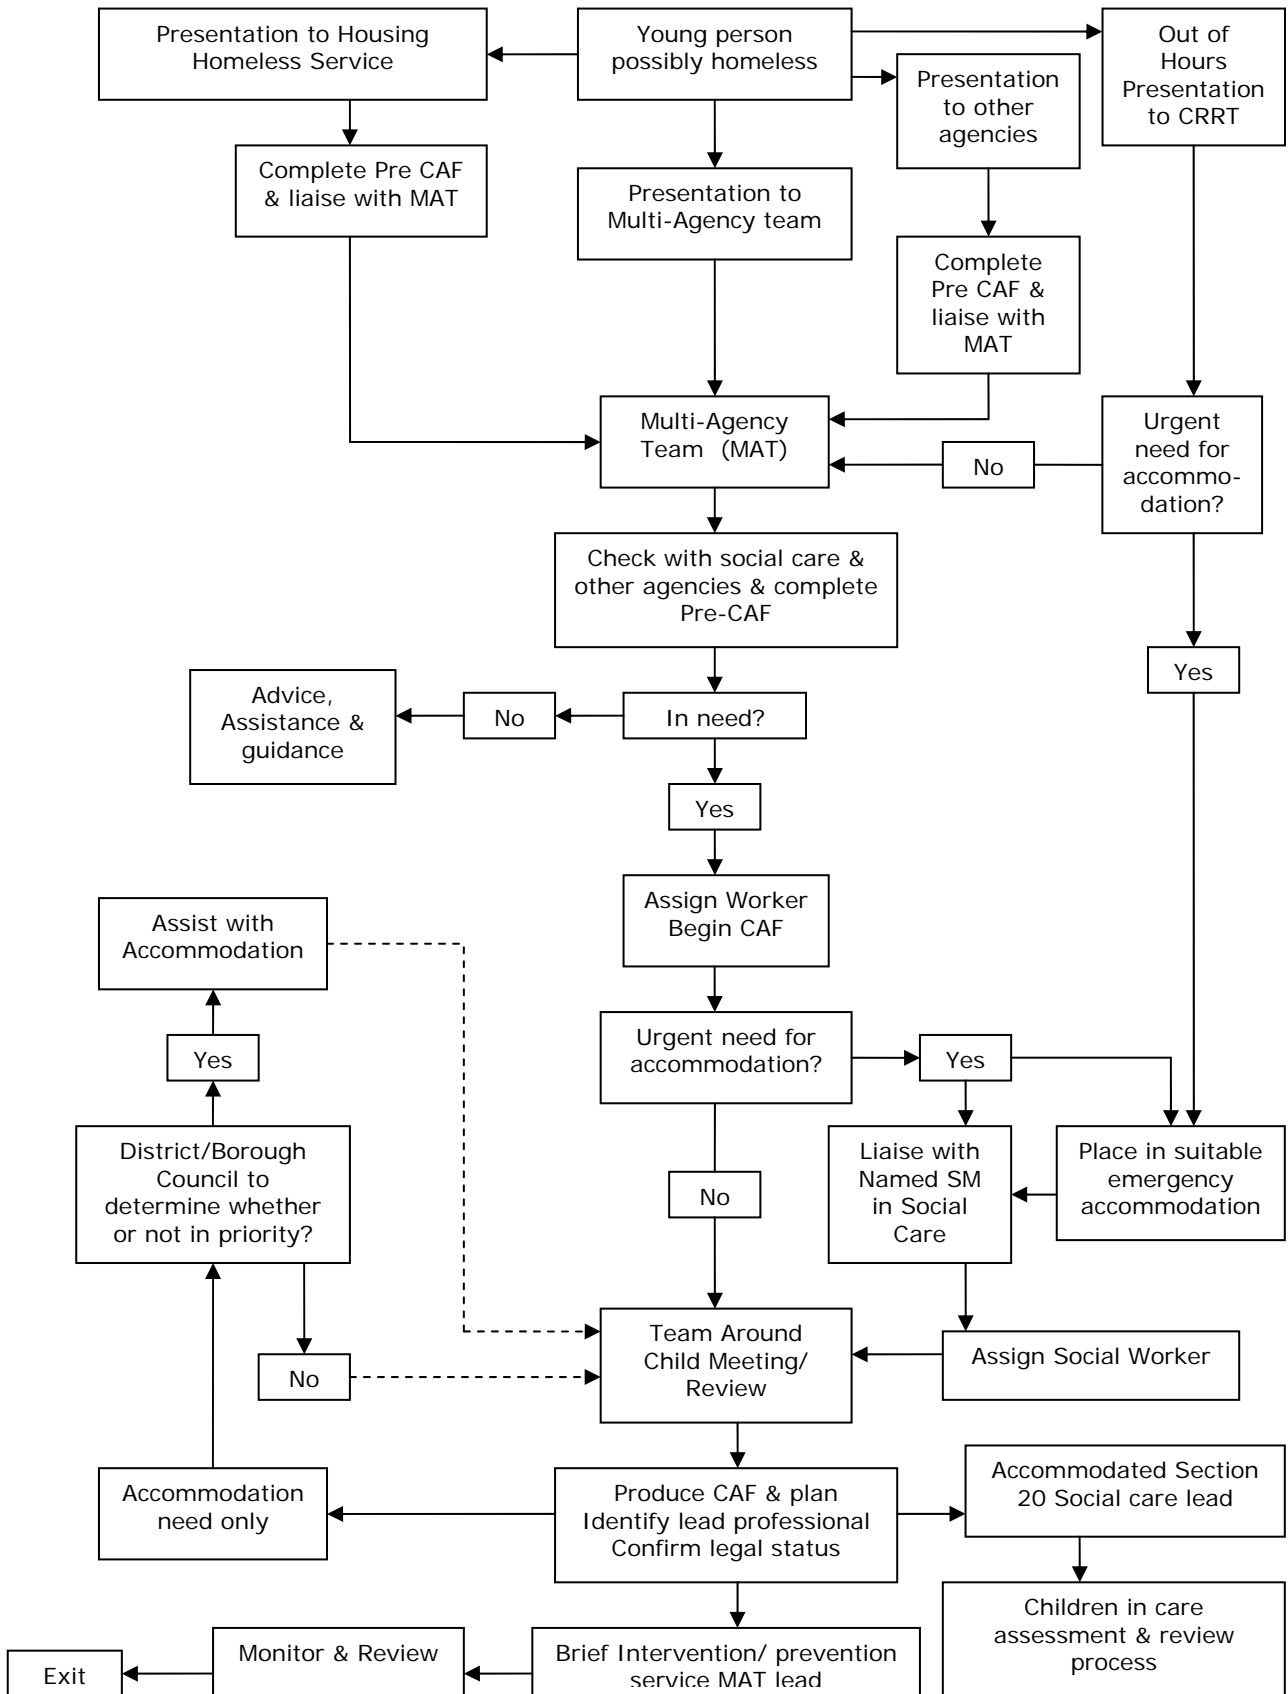 Presentation to Housing
Homeless Service
Young person
possibly homeless
Out of
Hours
Presentation
to CRRT
Presentation
to other
agencies
Complete Pre CAF
& liaise with MAT
Presentation to
Multi-Agency team
Complete
Pre CAF &
liaise with
MAT
Multi-Agency
Team (MAT)
No
Urgent
need for
accommo-
dation?
Check with social care &
other agencies & complete
Pre-CAF
Yes
Advice,
Assistance &
guidance
No
In need?
Yes
Assign Worker
Begin CAF
Assist with
Accommodation
Urgent need for
accommodation?
Yes
Yes
District/Borough
Council to
determine whether
or not in priority?
No
Liaise with
Named SM
in Social
Care
Place in suitable
emergency
accommodation
Team Around
Child Meeting/
Review
Assign Social Worker
No
Accommodation
need only
Produce CAF & plan
Identify lead professional
Confirm legal status
Accommodated Section
20 Social care lead
Children in care
assessment & review
process
Exit
Monitor & Review
Brief Intervention/ prevention
service MAT lead